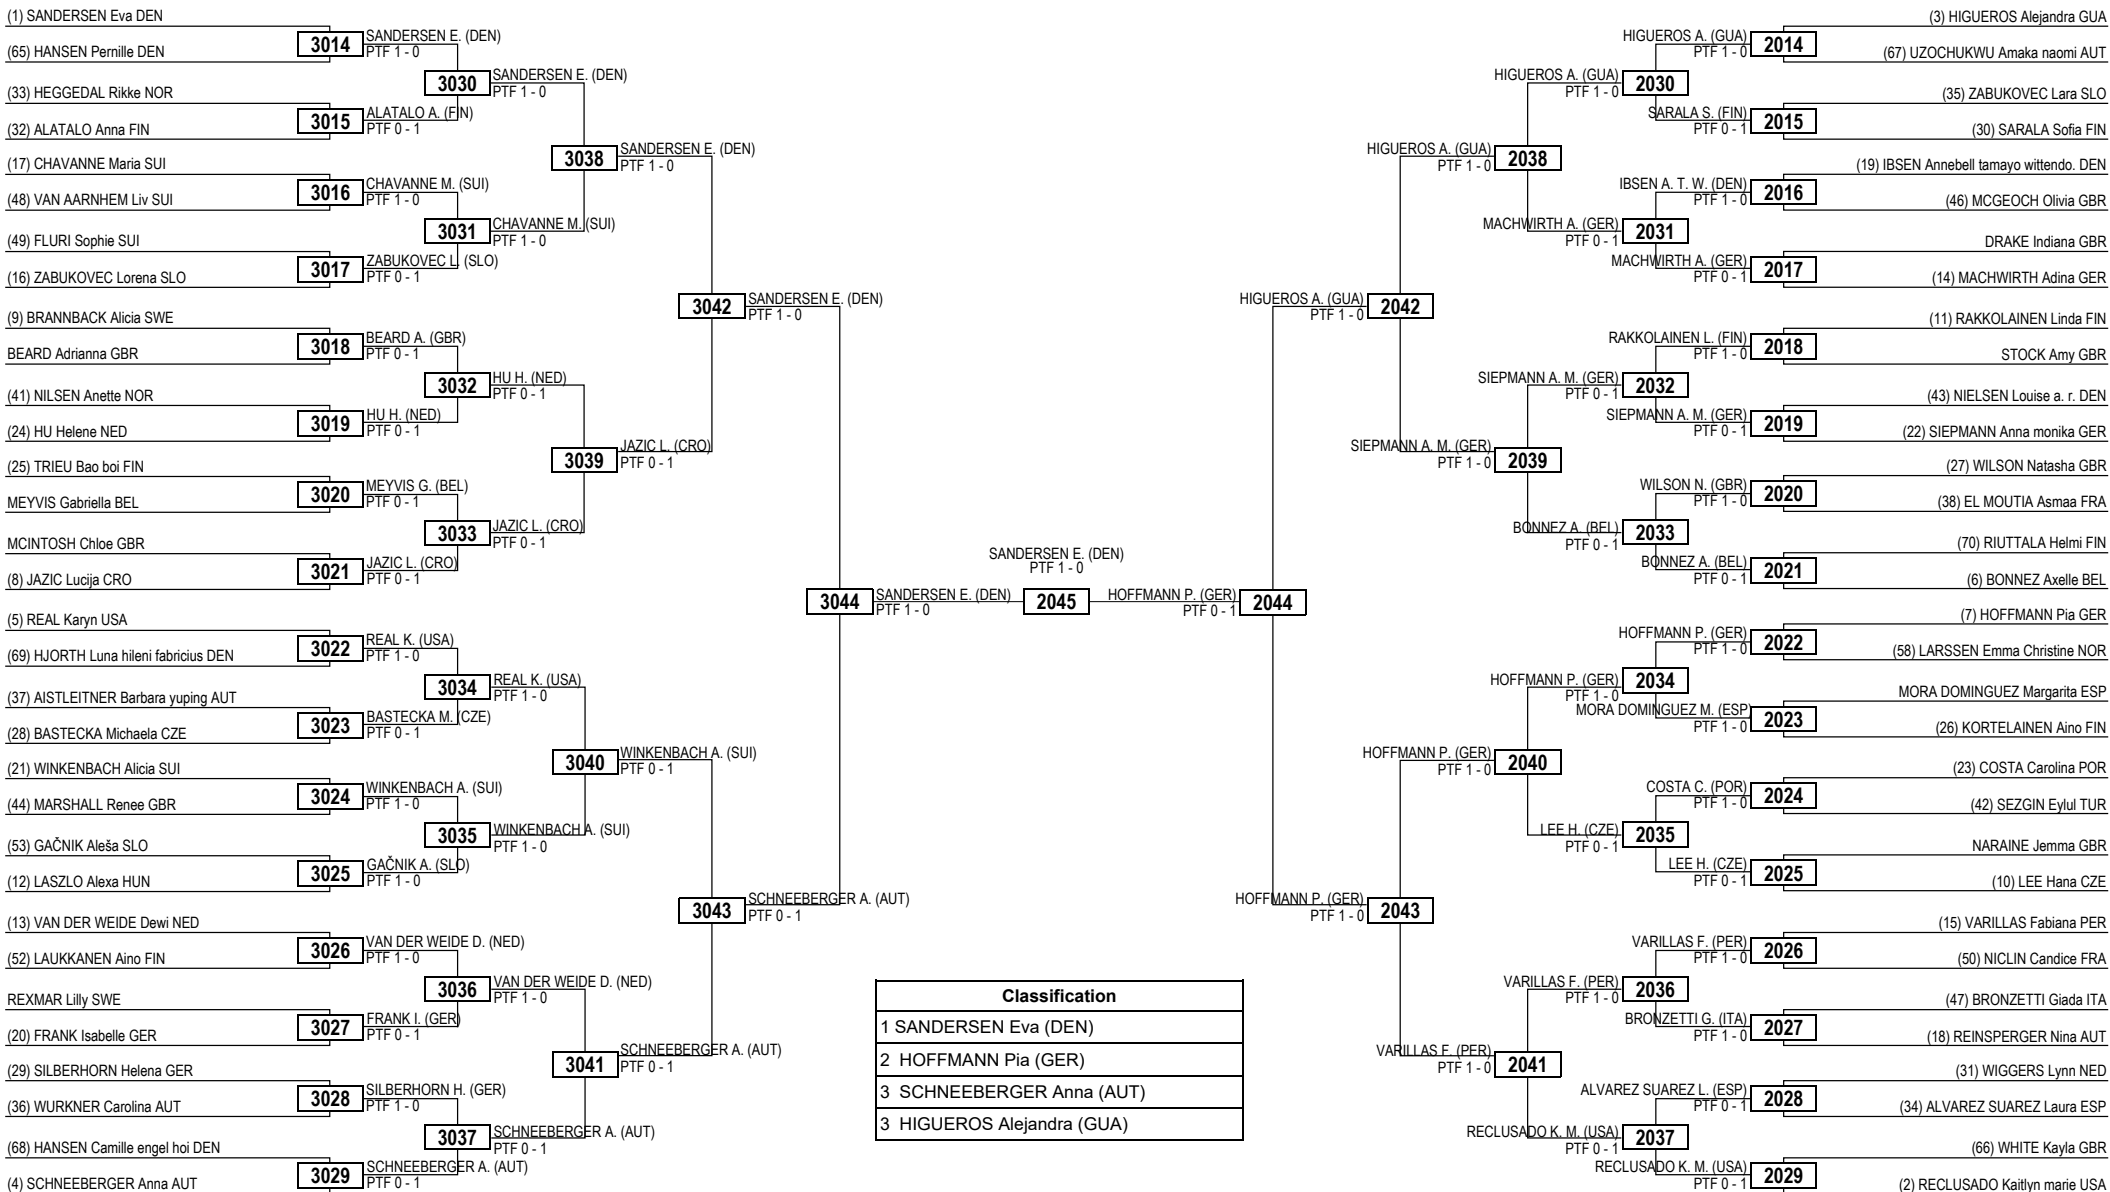 (1) SANDERSEN Eva DEN
(65) HANSEN Pernille DEN
(33) HEGGEDAL Rikke NOR
(32) ALATALO Anna FIN
(17) CHAVANNE Maria SUI
(48) VAN AARNHEM Liv SUI
(49) FLURI Sophie SUI
(16) ZABUKOVEC Lorena SLO
(9) BRANNBACK Alicia SWE
BEARD Adrianna GBR
(41) NILSEN Anette NOR
(24) HU Helene NED
(25) TRIEU Bao boi FIN
MEYVIS Gabriella BEL
MCINTOSH Chloe GBR
(8) JAZIC Lucija CRO
(5) REAL Karyn USA
(69) HJORTH Luna hileni fabricius DEN
(37) AISTLEITNER Barbara yuping AUT
(28) BASTECKA Michaela CZE
(21) WINKENBACH Alicia SUI
(44) MARSHALL Renee GBR
(53) GAČNIK Aleša SLO
(12) LASZLO Alexa HUN
(13) VAN DER WEIDE Dewi NED
(52) LAUKKANEN Aino FIN
REXMAR Lilly SWE
(20) FRANK Isabelle GER
(29) SILBERHORN Helena GER
(36) WURKNER Carolina AUT
(68) HANSEN Camille engel hoi DEN
(4) SCHNEEBERGER Anna AUT
3014
SANDERSEN E. (DEN)
PTF 1 - 0
3015
ALATALO A. (FIN)
PTF 0 - 1
3016
CHAVANNE M. (SUI)
PTF 1 - 0
3017
ZABUKOVEC L. (SLO)
PTF 0 - 1
3018
BEARD A. (GBR)
PTF 0 - 1
3019
HU H. (NED)
PTF 0 - 1
3020
MEYVIS G. (BEL)
PTF 0 - 1
3021
JAZIC L. (CRO)
PTF 0 - 1
3022
REAL K. (USA)
PTF 1 - 0
3023
BASTECKA M. (CZE)
PTF 0 - 1
3024
WINKENBACH A. (SUI)
PTF 1 - 0
3025
GAČNIK A. (SLO)
PTF 1 - 0
3026
VAN DER WEIDE D. (NED)
PTF 1 - 0
3027
FRANK I. (GER)
PTF 0 - 1
3028
SILBERHORN H. (GER)
PTF 1 - 0
3029
SCHNEEBERGER A. (AUT)
PTF 0 - 1
3030
SANDERSEN E. (DEN)
PTF 1 - 0
3031
CHAVANNE M. (SUI)
PTF 1 - 0
3032
HU H. (NED)
PTF 0 - 1
3033
JAZIC L. (CRO)
PTF 0 - 1
3034
REAL K. (USA)
PTF 1 - 0
3035
WINKENBACH A. (SUI)
PTF 1 - 0
3036
VAN DER WEIDE D. (NED)
PTF 1 - 0
3037
SCHNEEBERGER A. (AUT)
PTF 0 - 1
3038
SANDERSEN E. (DEN)
PTF 1 - 0
3039
JAZIC L. (CRO)
PTF 0 - 1
3040
WINKENBACH A. (SUI)
PTF 0 - 1
3041
SCHNEEBERGER A. (AUT)
PTF 0 - 1
3042
SANDERSEN E. (DEN)
PTF 1 - 0
3043
SCHNEEBERGER A. (AUT)
PTF 0 - 1
3044
SANDERSEN E. (DEN)
PTF 1 - 0
SANDERSEN E. (DEN)
PTF 1 - 0
2045
HOFFMANN P. (GER)
PTF 0 - 1
2044
Classification
1 SANDERSEN Eva (DEN)
2 HOFFMANN Pia (GER)
3 SCHNEEBERGER Anna (AUT)
3 HIGUEROS Alejandra (GUA)
HIGUEROS A. (GUA)
PTF 1 - 0
2042
HOFFMANN P. (GER)
PTF 1 - 0
2043
HIGUEROS A. (GUA)
PTF 1 - 0
2038
SIEPMANN A. M. (GER)
PTF 1 - 0
2039
HOFFMANN P. (GER)
PTF 1 - 0
2040
VARILLAS F. (PER)
PTF 1 - 0
2041
HIGUEROS A. (GUA)
PTF 1 - 0
2030
MACHWIRTH A. (GER)
PTF 0 - 1
2031
SIEPMANN A. M. (GER)
PTF 0 - 1
2032
BONNEZ A. (BEL)
PTF 0 - 1
2033
HOFFMANN P. (GER)
PTF 1 - 0
2034
LEE H. (CZE)
PTF 0 - 1
2035
VARILLAS F. (PER)
PTF 1 - 0
2036
RECLUSADO K. M. (USA)
PTF 0 - 1
2037
HIGUEROS A. (GUA)
PTF 1 - 0
2014
SARALA S. (FIN)
PTF 0 - 1
2015
IBSEN A. T. W. (DEN)
PTF 1 - 0
2016
MACHWIRTH A. (GER)
PTF 0 - 1
2017
RAKKOLAINEN L. (FIN)
PTF 1 - 0
2018
SIEPMANN A. M. (GER)
PTF 0 - 1
2019
WILSON N. (GBR)
PTF 1 - 0
2020
BONNEZ A. (BEL)
PTF 0 - 1
2021
HOFFMANN P. (GER)
PTF 1 - 0
2022
MORA DOMINGUEZ M. (ESP)
PTF 1 - 0
2023
COSTA C. (POR)
PTF 1 - 0
2024
LEE H. (CZE)
PTF 0 - 1
2025
VARILLAS F. (PER)
PTF 1 - 0
2026
BRONZETTI G. (ITA)
PTF 1 - 0
2027
ALVAREZ SUAREZ L. (ESP)
PTF 0 - 1
2028
RECLUSADO K. M. (USA)
PTF 0 - 1
2029
(3) HIGUEROS Alejandra GUA
(67) UZOCHUKWU Amaka naomi AUT
(35) ZABUKOVEC Lara SLO
(30) SARALA Sofia FIN
(19) IBSEN Annebell tamayo wittendo. DEN
(46) MCGEOCH Olivia GBR
DRAKE Indiana GBR
(14) MACHWIRTH Adina GER
(11) RAKKOLAINEN Linda FIN
STOCK Amy GBR
(43) NIELSEN Louise a. r. DEN
(22) SIEPMANN Anna monika GER
(27) WILSON Natasha GBR
(38) EL MOUTIA Asmaa FRA
(70) RIUTTALA Helmi FIN
(6) BONNEZ Axelle BEL
(7) HOFFMANN Pia GER
(58) LARSSEN Emma Christine NOR
MORA DOMINGUEZ Margarita ESP
(26) KORTELAINEN Aino FIN
(23) COSTA Carolina POR
(42) SEZGIN Eylul TUR
NARAINE Jemma GBR
(10) LEE Hana CZE
(15) VARILLAS Fabiana PER
(50) NICLIN Candice FRA
(47) BRONZETTI Giada ITA
(18) REINSPERGER Nina AUT
(31) WIGGERS Lynn NED
(34) ALVAREZ SUAREZ Laura ESP
(66) WHITE Kayla GBR
(2) RECLUSADO Kaitlyn marie USA